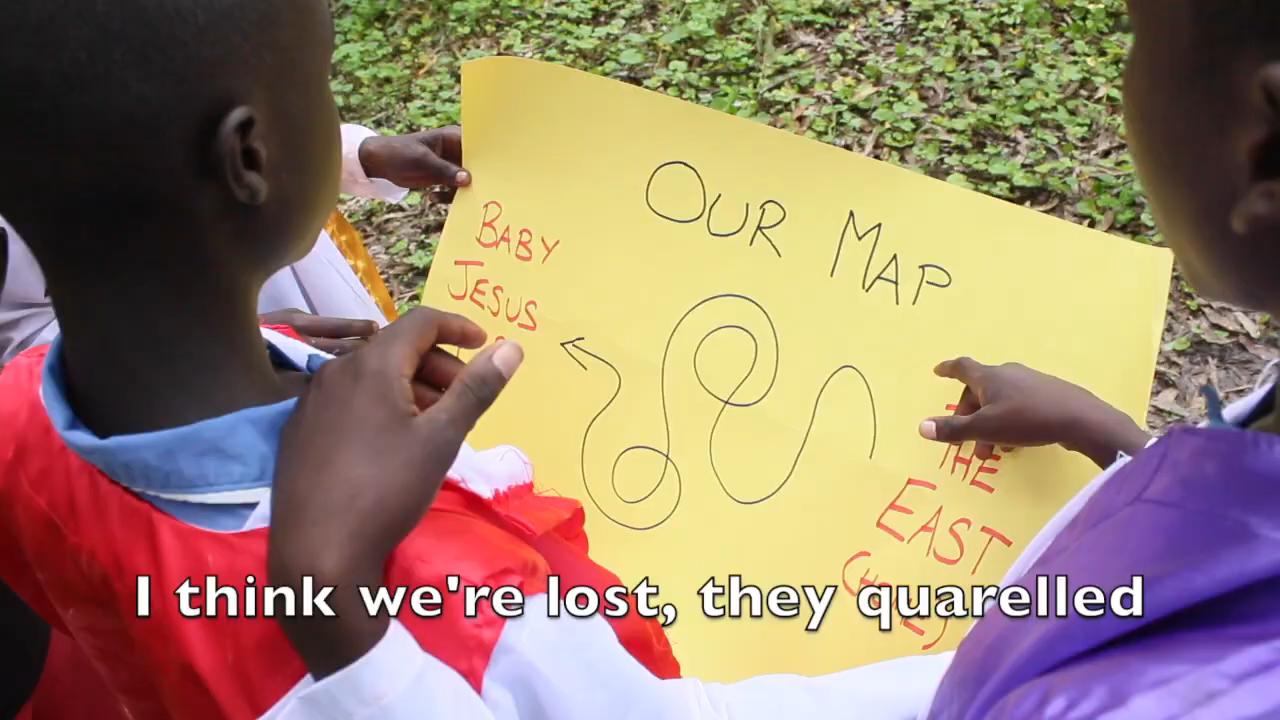 OUR MAP
BABY
JESUS
THE
EAST
I think we're lost, they quarelled